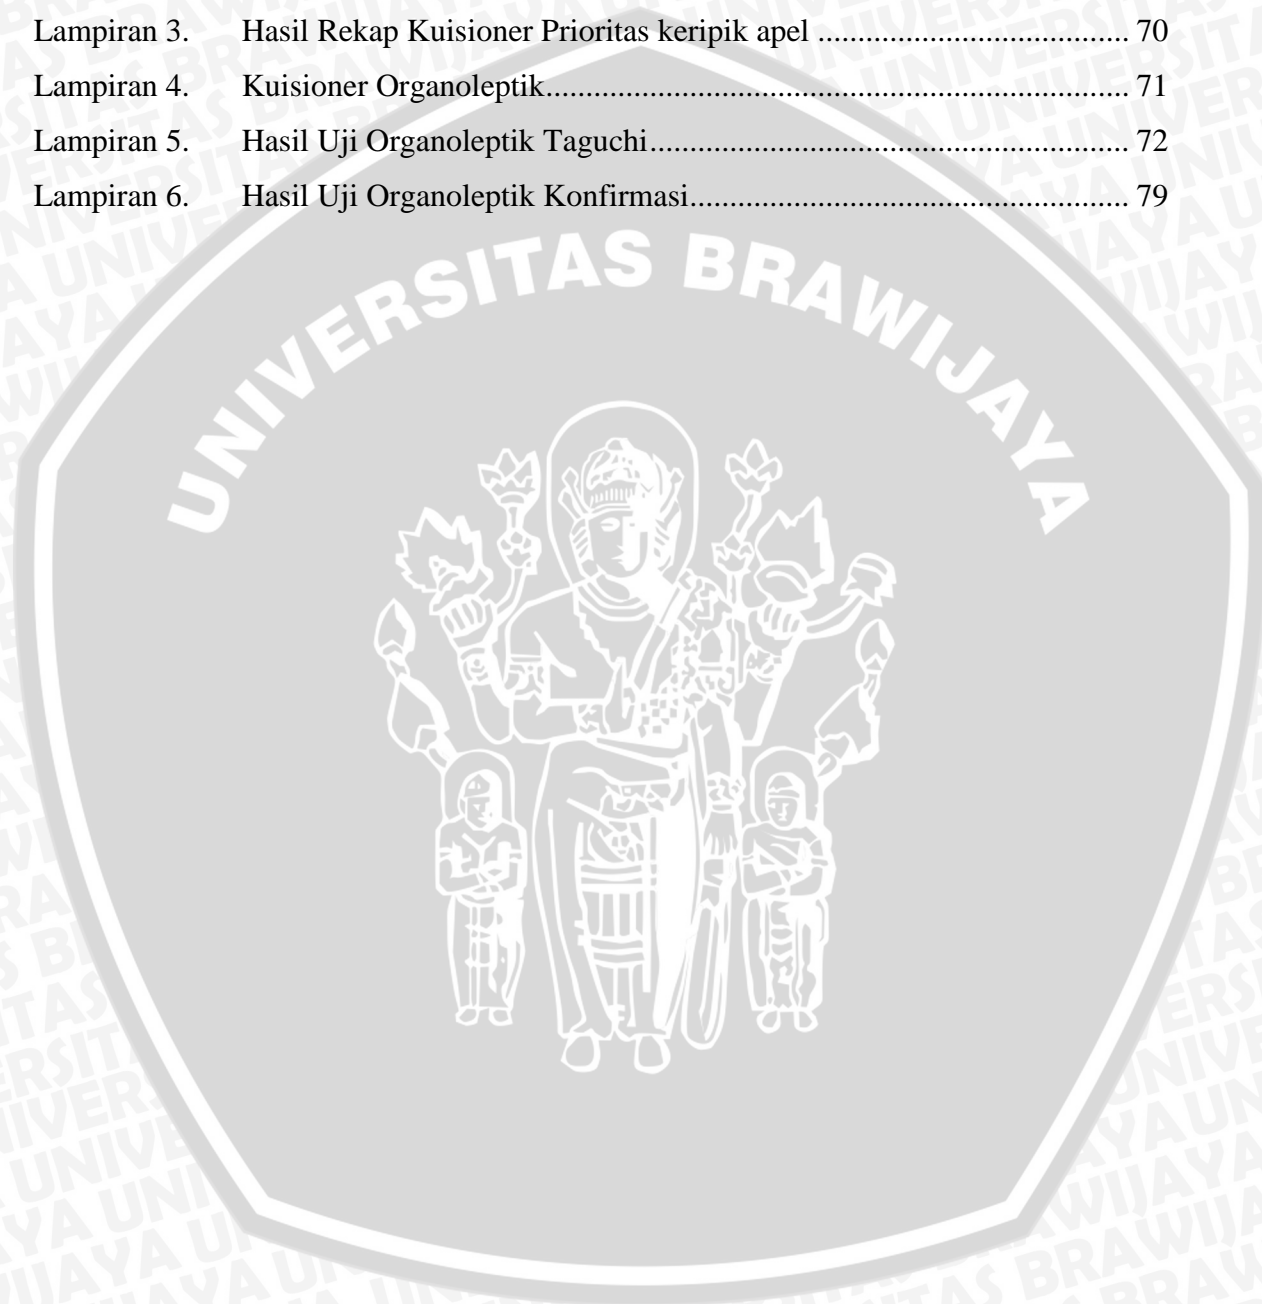 Lampiran 3. Hasil Rekap Kuisioner Prioritas keripik apel ................................... 70
Lampiran 4. Kuisioner Organoleptik........................................................................ 71
Lampiran 5. Hasil Uji Organoleptik Taguchi........................................................... 72
Lampiran 6. Hasil Uji Organoleptik Konfirmasi...................................................... 79
UNIVERSITAS BRAWIJAYA